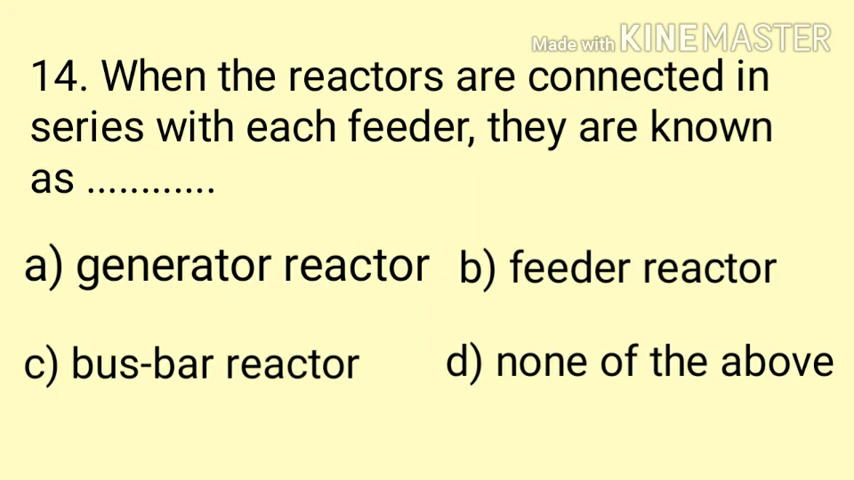 Made with KINEMASTER
14. When the reactors are connected in
series with each feeder, they are known
as ............
a) generator reactor b) feeder reactor
c) bus-bar reactor d) none of the above